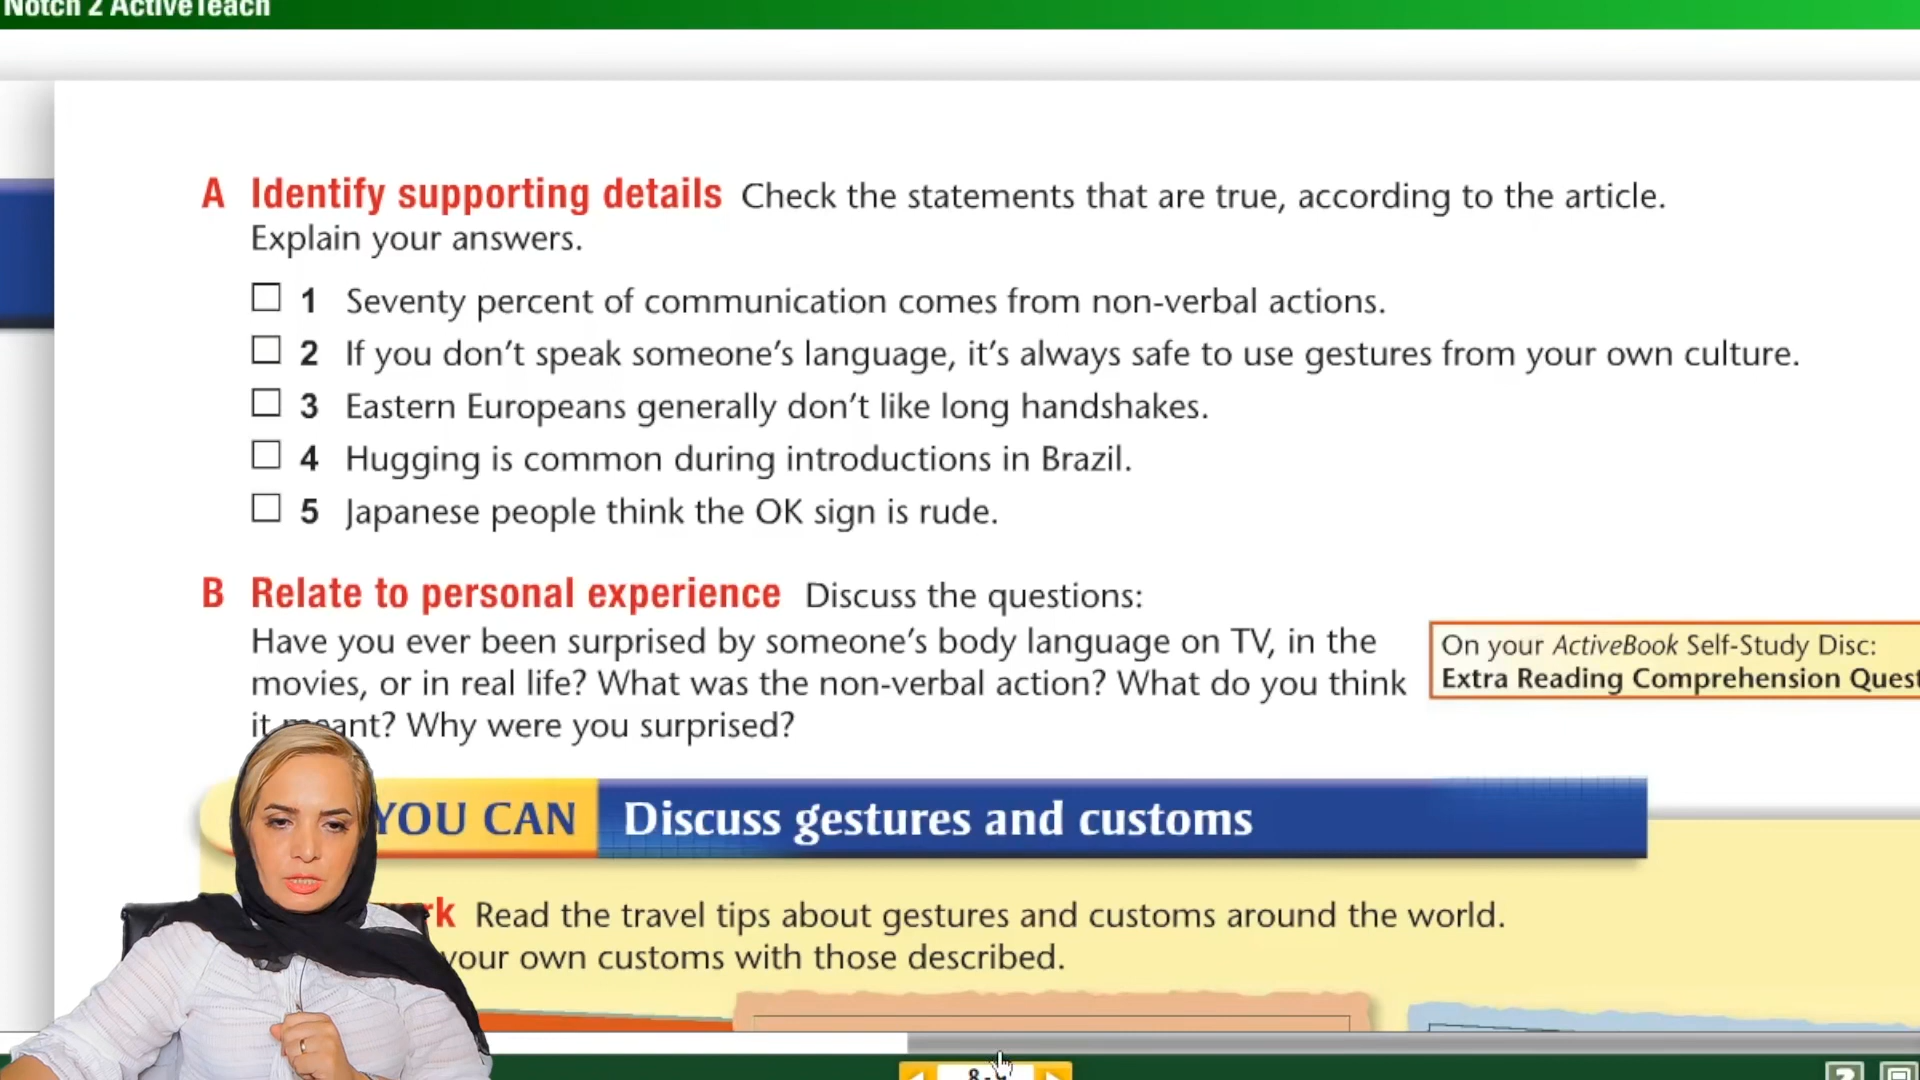 Notch 2 ActiveTeach
A Identify supporting details Check the statements that are true, according to the article.
Explain your answers.
1 Seventy percent of communication comes from non-verbal actions.
2 If you don't speak someone's language, it's always safe to use gestures from your own culture.
3 Eastern Europeans generally don't like long handshakes.
4 Hugging is common during introductions in Brazil.
5 Japanese people think the OK sign is rude.
B Relate to personal experience Discuss the questions:
Have you ever been surprised by someone's body language on TV, in the
movies, or in real life? What was the non-verbal action? What do you think
it meant? Why were you surprised?
On your ActiveBook Self-Study Disc:
Extra Reading Comprehension Quest
YOU CAN Discuss gestures and customs
rk Read the travel tips about gestures and customs around the world.
your own customs with those described.